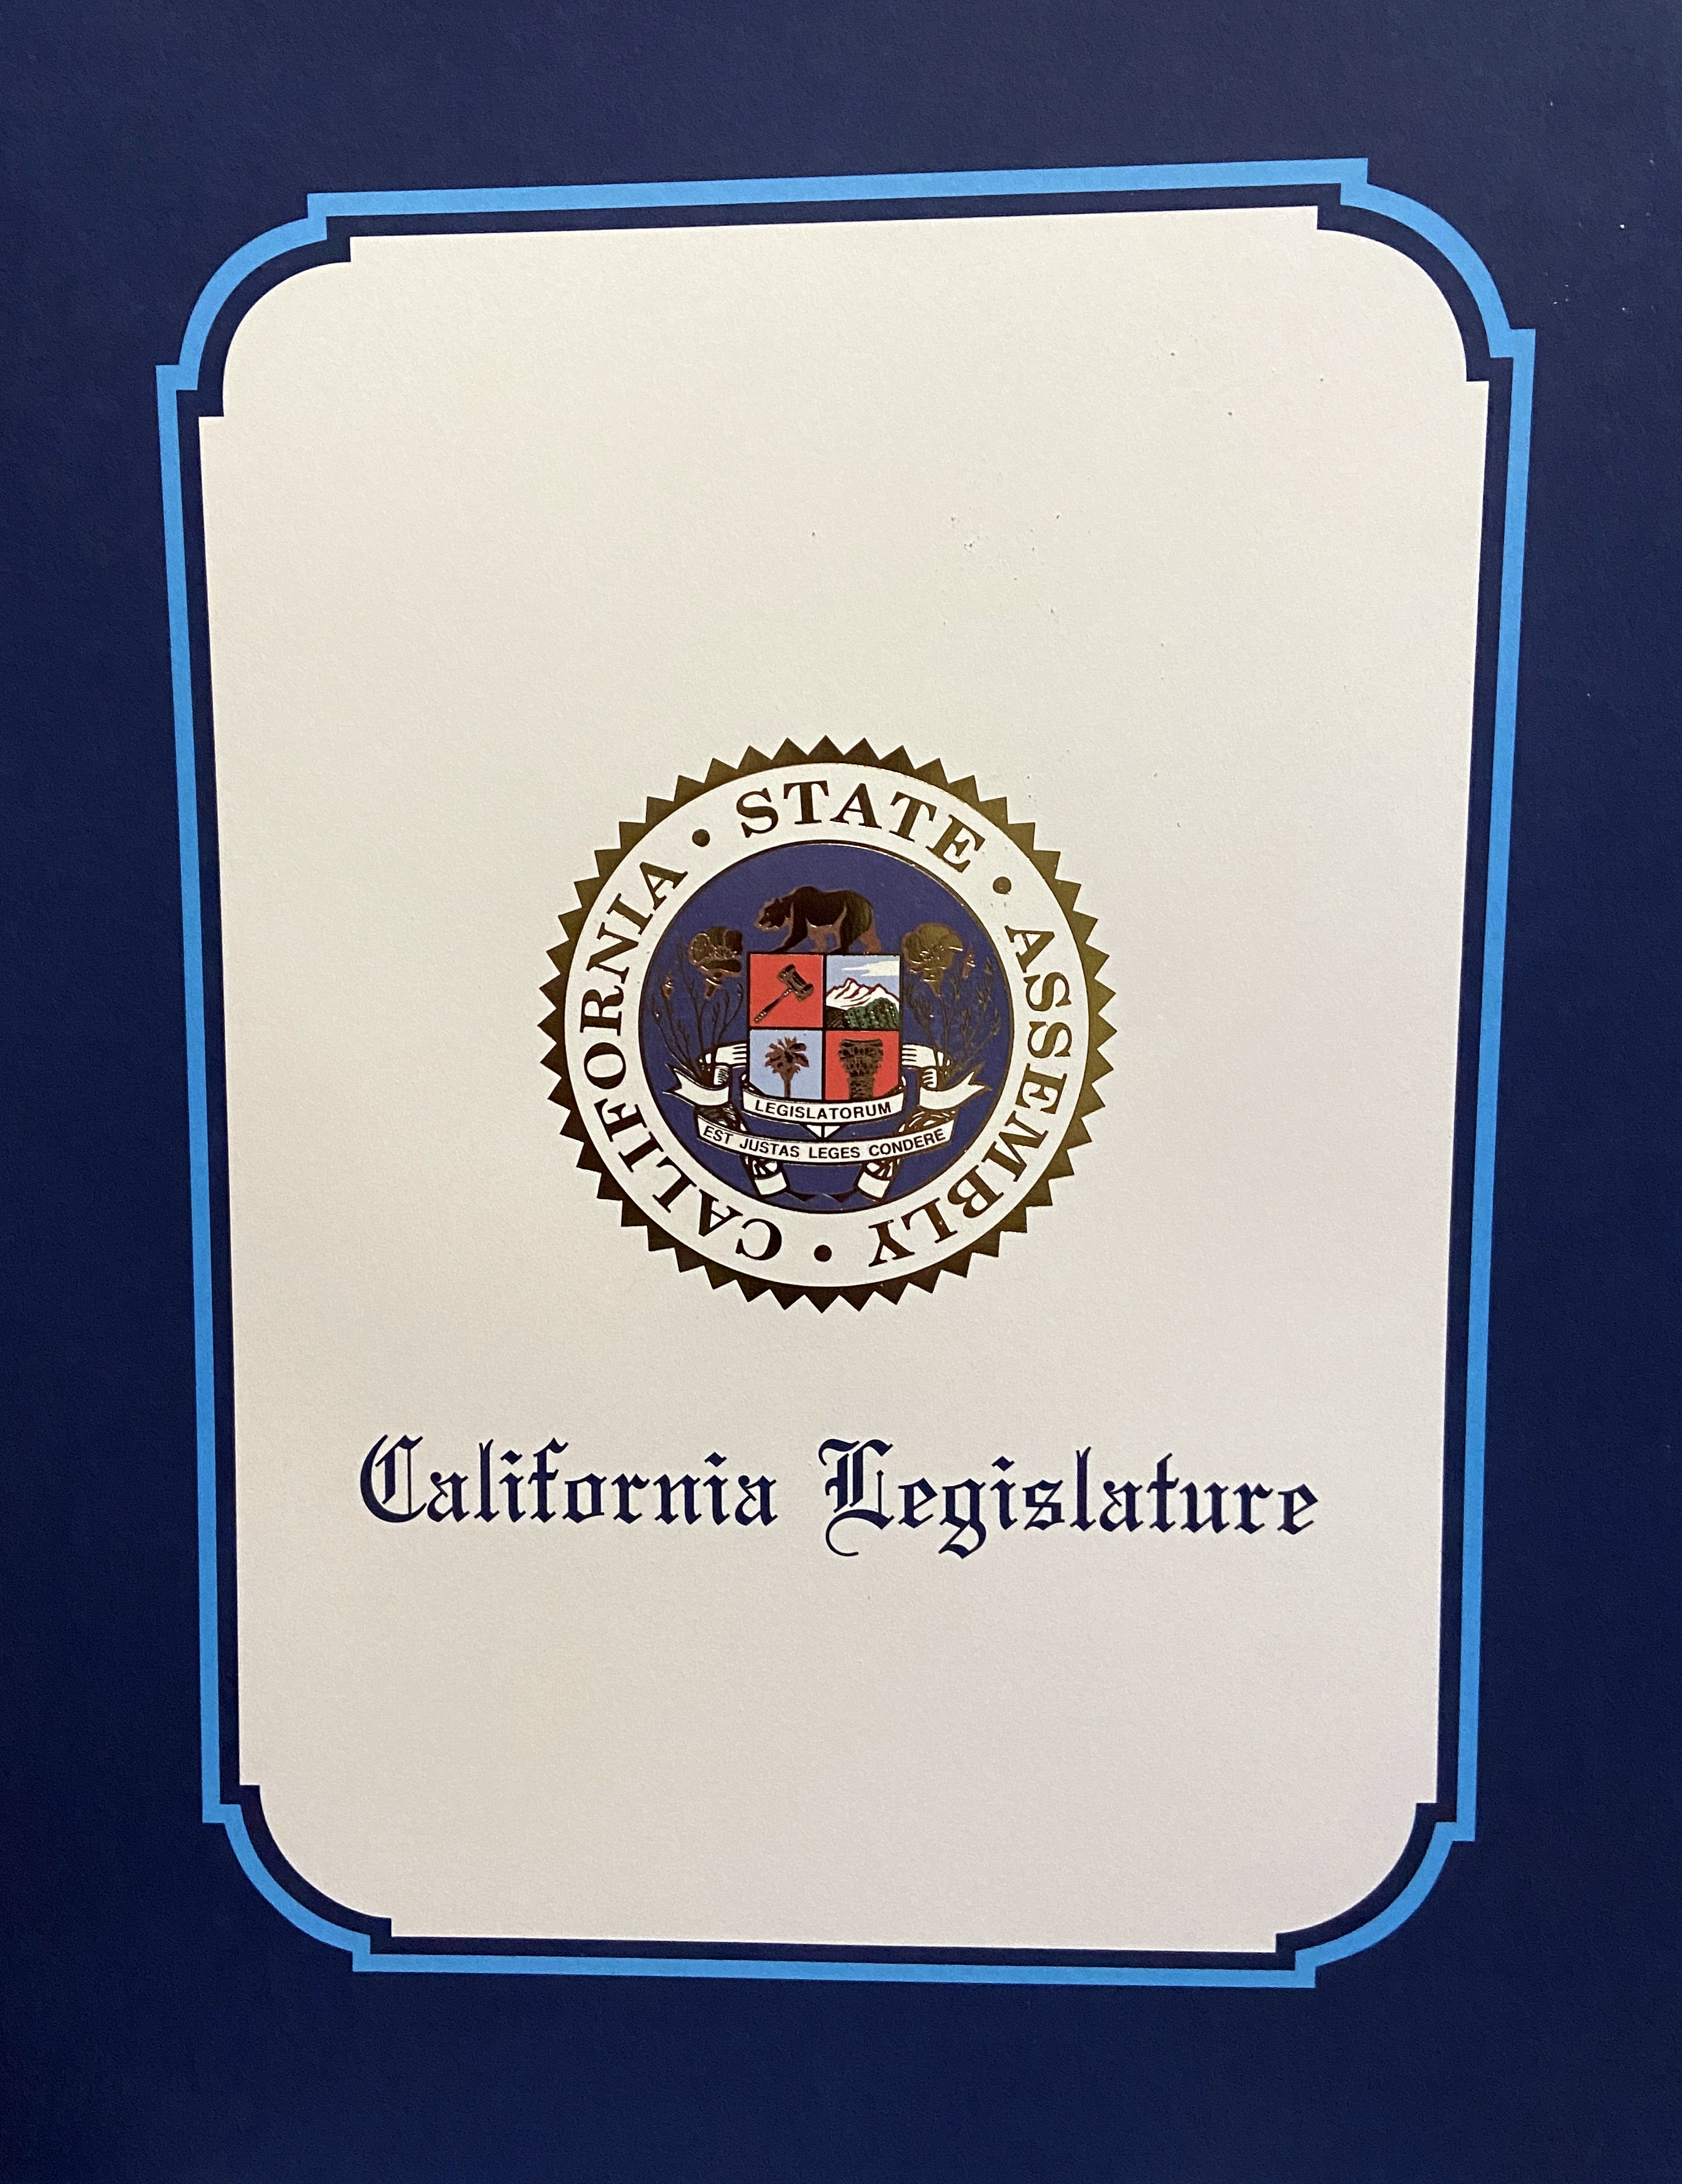 CALIFORNIA • STATE • ASSEMBLY •
LEGISLATORUM
EST JUSTAS LEGES CONDERE
California Legislature